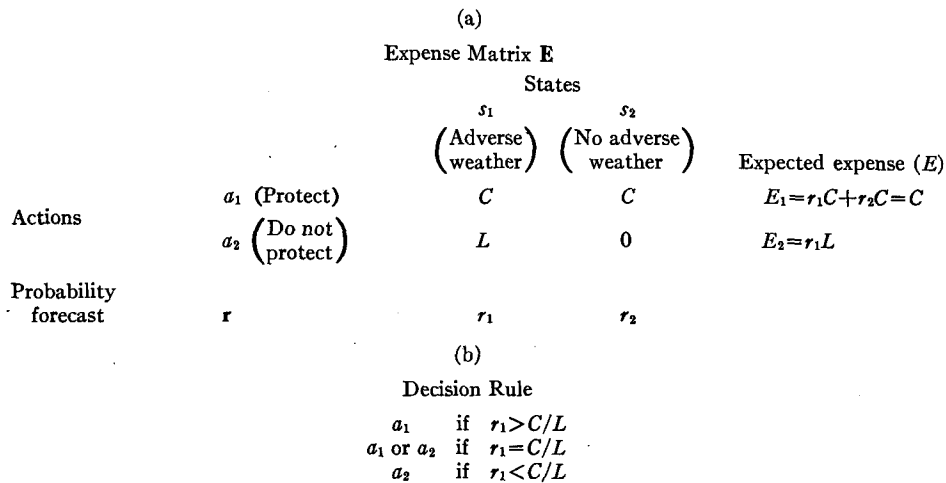 (a)
Expense Matrix E
States
s₁ s₂
(Adverse weather) (No adverse weather) Expected expense (E)
Actions
a₁ (Protect) C C E₁=r₁C+r₂C=C
a₂ (Do not protect) L 0 E₂=r₁L
Probability forecast r r₁ r₂
(b)
Decision Rule
a₁ if r₁>C/L
a₁ or a₂ if r₁=C/L
a₂ if r₁<C/L